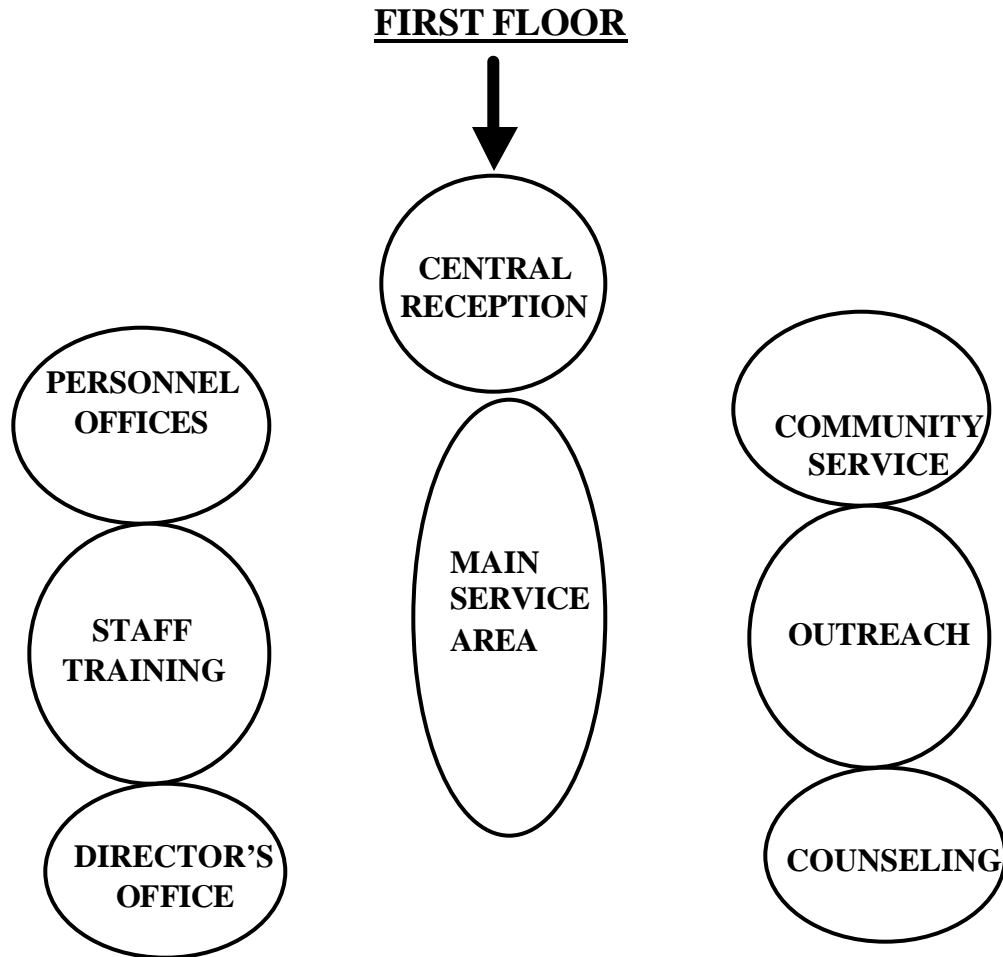 FIRST FLOOR
CENTRAL
RECEPTION
PERSONNEL
OFFICES
COMMUNITY
SERVICE
MAIN
SERVICE
AREA
STAFF
TRAINING
OUTREACH
DIRECTOR'S
OFFICE
COUNSELING